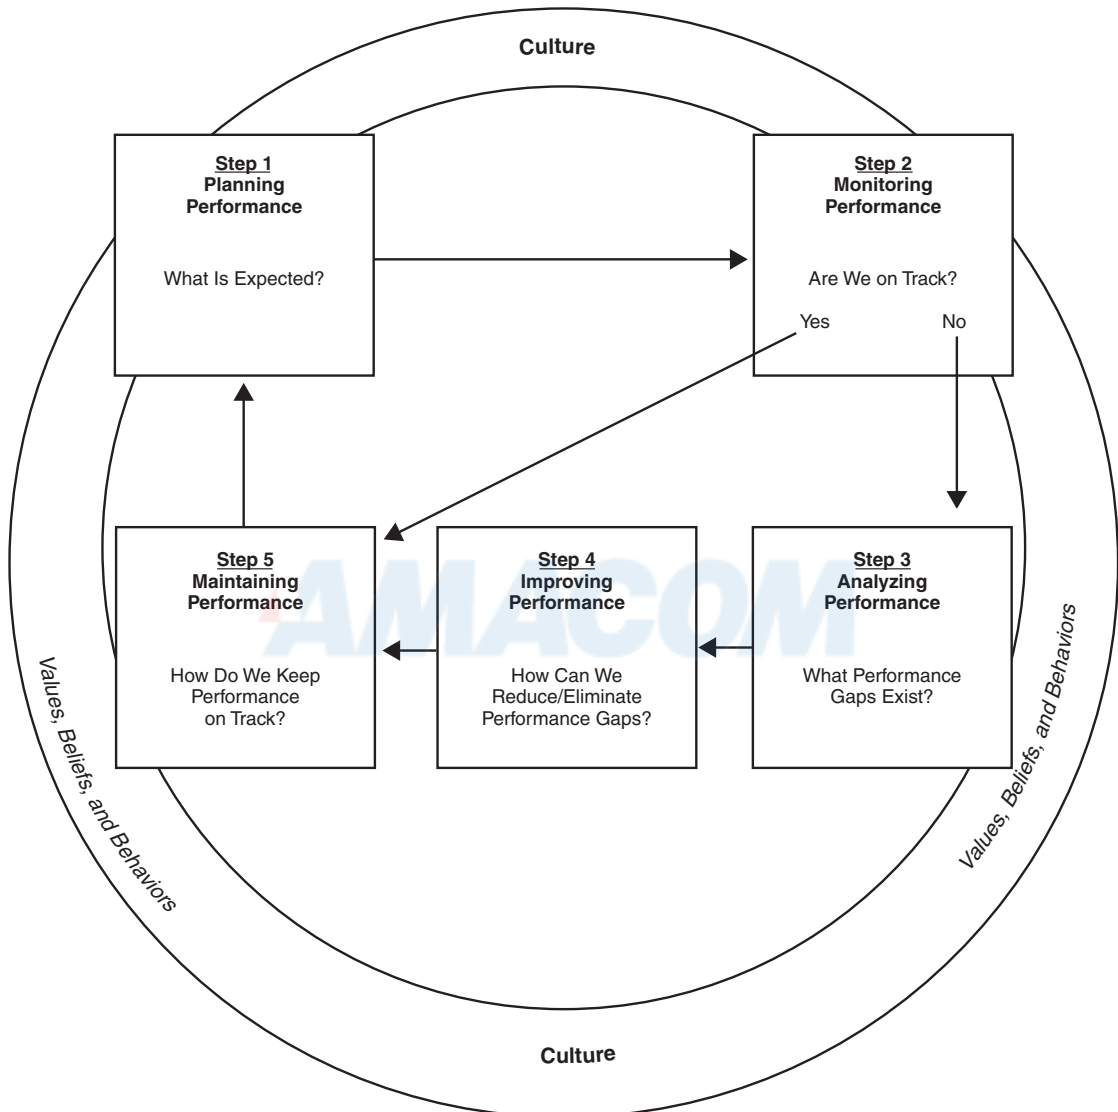 Culture
Step 1
Planning
Performance
What Is Expected?
Step 2
Monitoring
Performance
Are We on Track?
Yes
No
Step 5
Maintaining
Performance
How Do We Keep
Performance
on Track?
Step 4
Improving
Performance
How Can We
Reduce/Eliminate
Performance Gaps?
Step 3
Analyzing
Performance
What Performance
Gaps Exist?
AMACOM
Values, Beliefs, and Behaviors
Values, Beliefs, and Behaviors
Culture